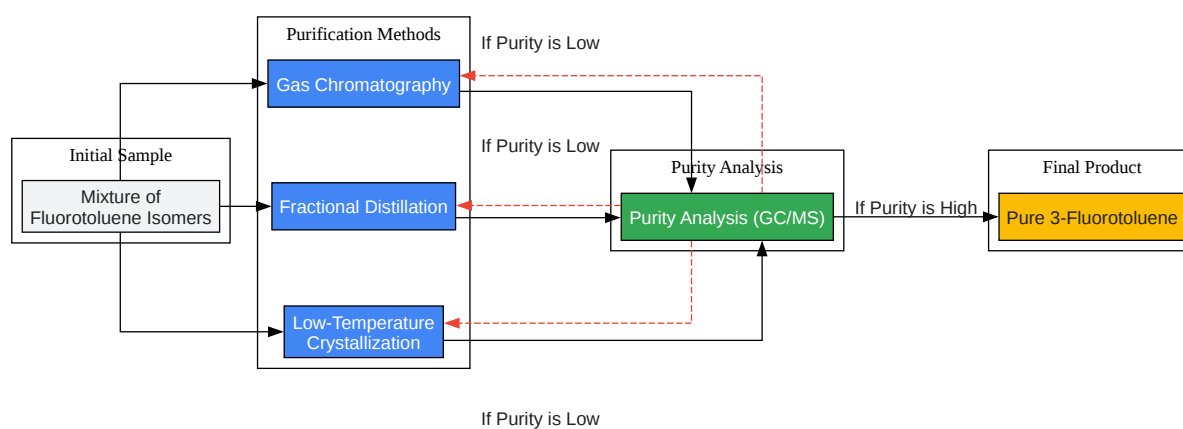 Purification Methods
If Purity is Low
Gas Chromatography
If Purity is Low
Initial Sample
Mixture of
Fluorotoluene Isomers
Fractional Distillation
Purity Analysis
Purity Analysis (GC/MS)
If Purity is High
Final Product
Pure 3-Fluorotoluene
Low-Temperature
Crystallization
If Purity is Low